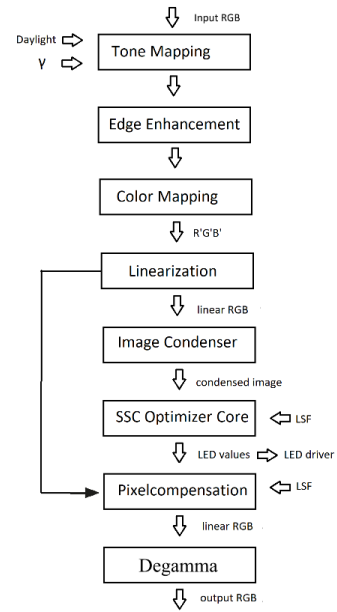 Input RGB
Daylight
γ
Tone Mapping
Edge Enhancement
Color Mapping
R'G'B'
Linearization
linear RGB
Image Condenser
condensed image
SSC Optimizer Core
LSF
LED values
LED driver
Pixelcompensation
LSF
linear RGB
Degamma
output RGB